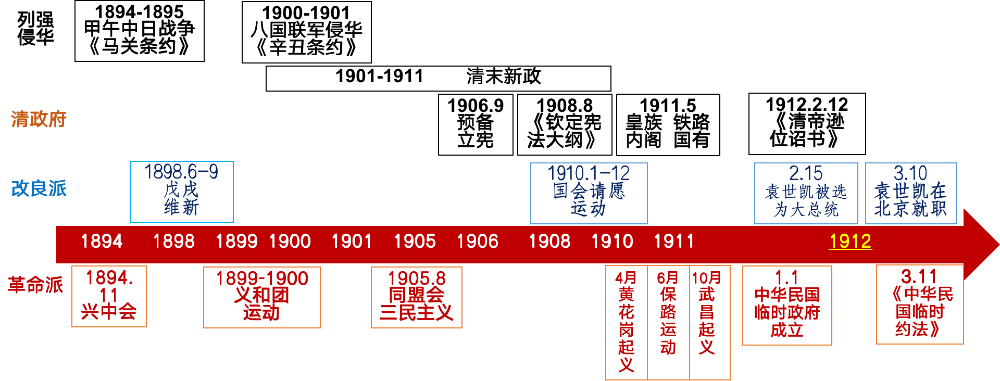 列强
侵华
1894-1895
甲午中日战争
《马关条约》
1900-1901
八国联军侵华
《辛丑条约》
1901-1911 清末新政
清政府
1906.9
预备
立宪
1908.8
《钦定宪
法大纲》
1911.5
皇族 铁路
内阁 国有
1912.2.12
《清帝逊
位诏书》
改良派
1898.6-9
戊戌
维新
1910.1-12
国会请愿
运动
2.15
袁世凯被选
为大总统
3.10
袁世凯在
北京就职
1894 1898 1899 1900 1901 1905 1906 1908 1910 1911 1912
革命派
1894.
11
兴中会
1899-1900
义和团
运动
1905.8
同盟会
三民主义
4月
黄
花
岗
起
义
6月
保
路
运
动
10月
武
昌
起
义
1.1
中华民国
临时政府
成立
3.11
《中华民
国临时
约法》